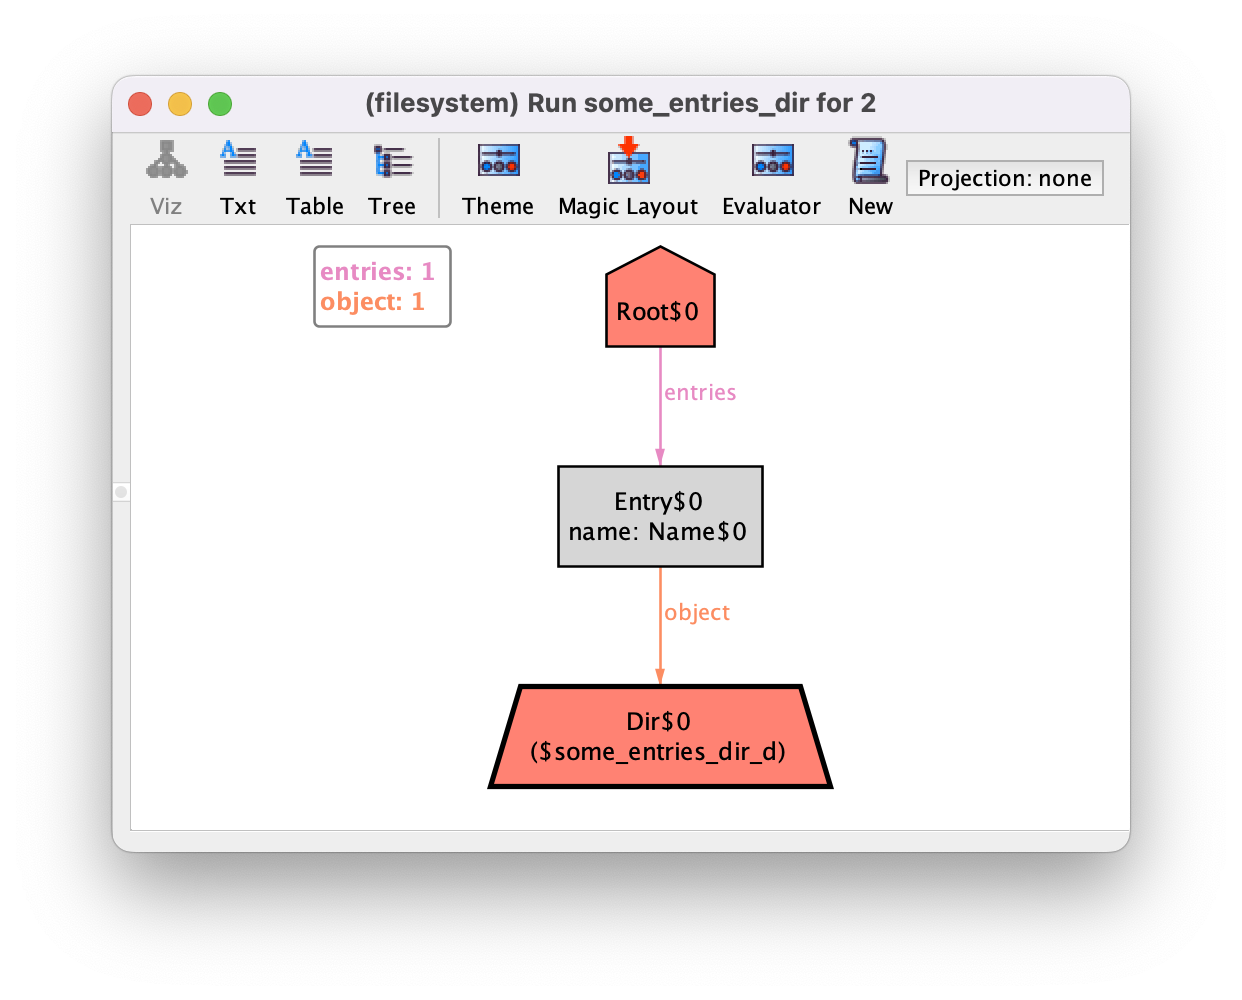 (filesystem) Run some_entries_dir for 2
Viz Txt Table Tree Theme Magic Layout Evaluator New Projection: none
entries: 1
object: 1
Root$0
entries
Entry$0
name: Name$0
object
Dir$0
($some_entries_dir_d)